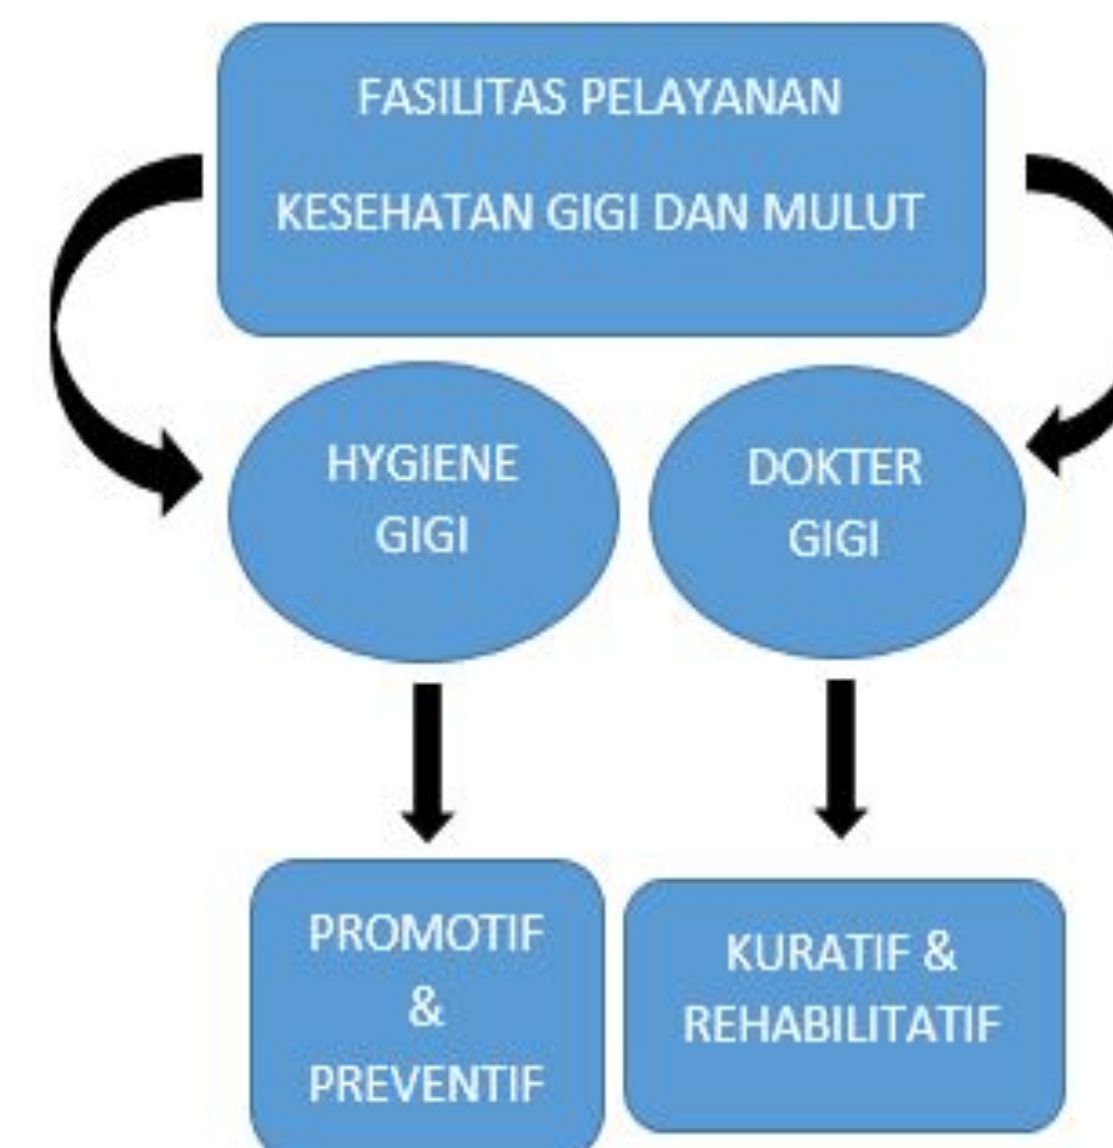 FASILITAS PELAYANAN
KESEHATAN GIGI DAN MULUT
HYGIENE
GIGI
DOKTER
GIGI
PROMOTIF
&
PREVENTIF
KURATIF &
REHABILITATIF